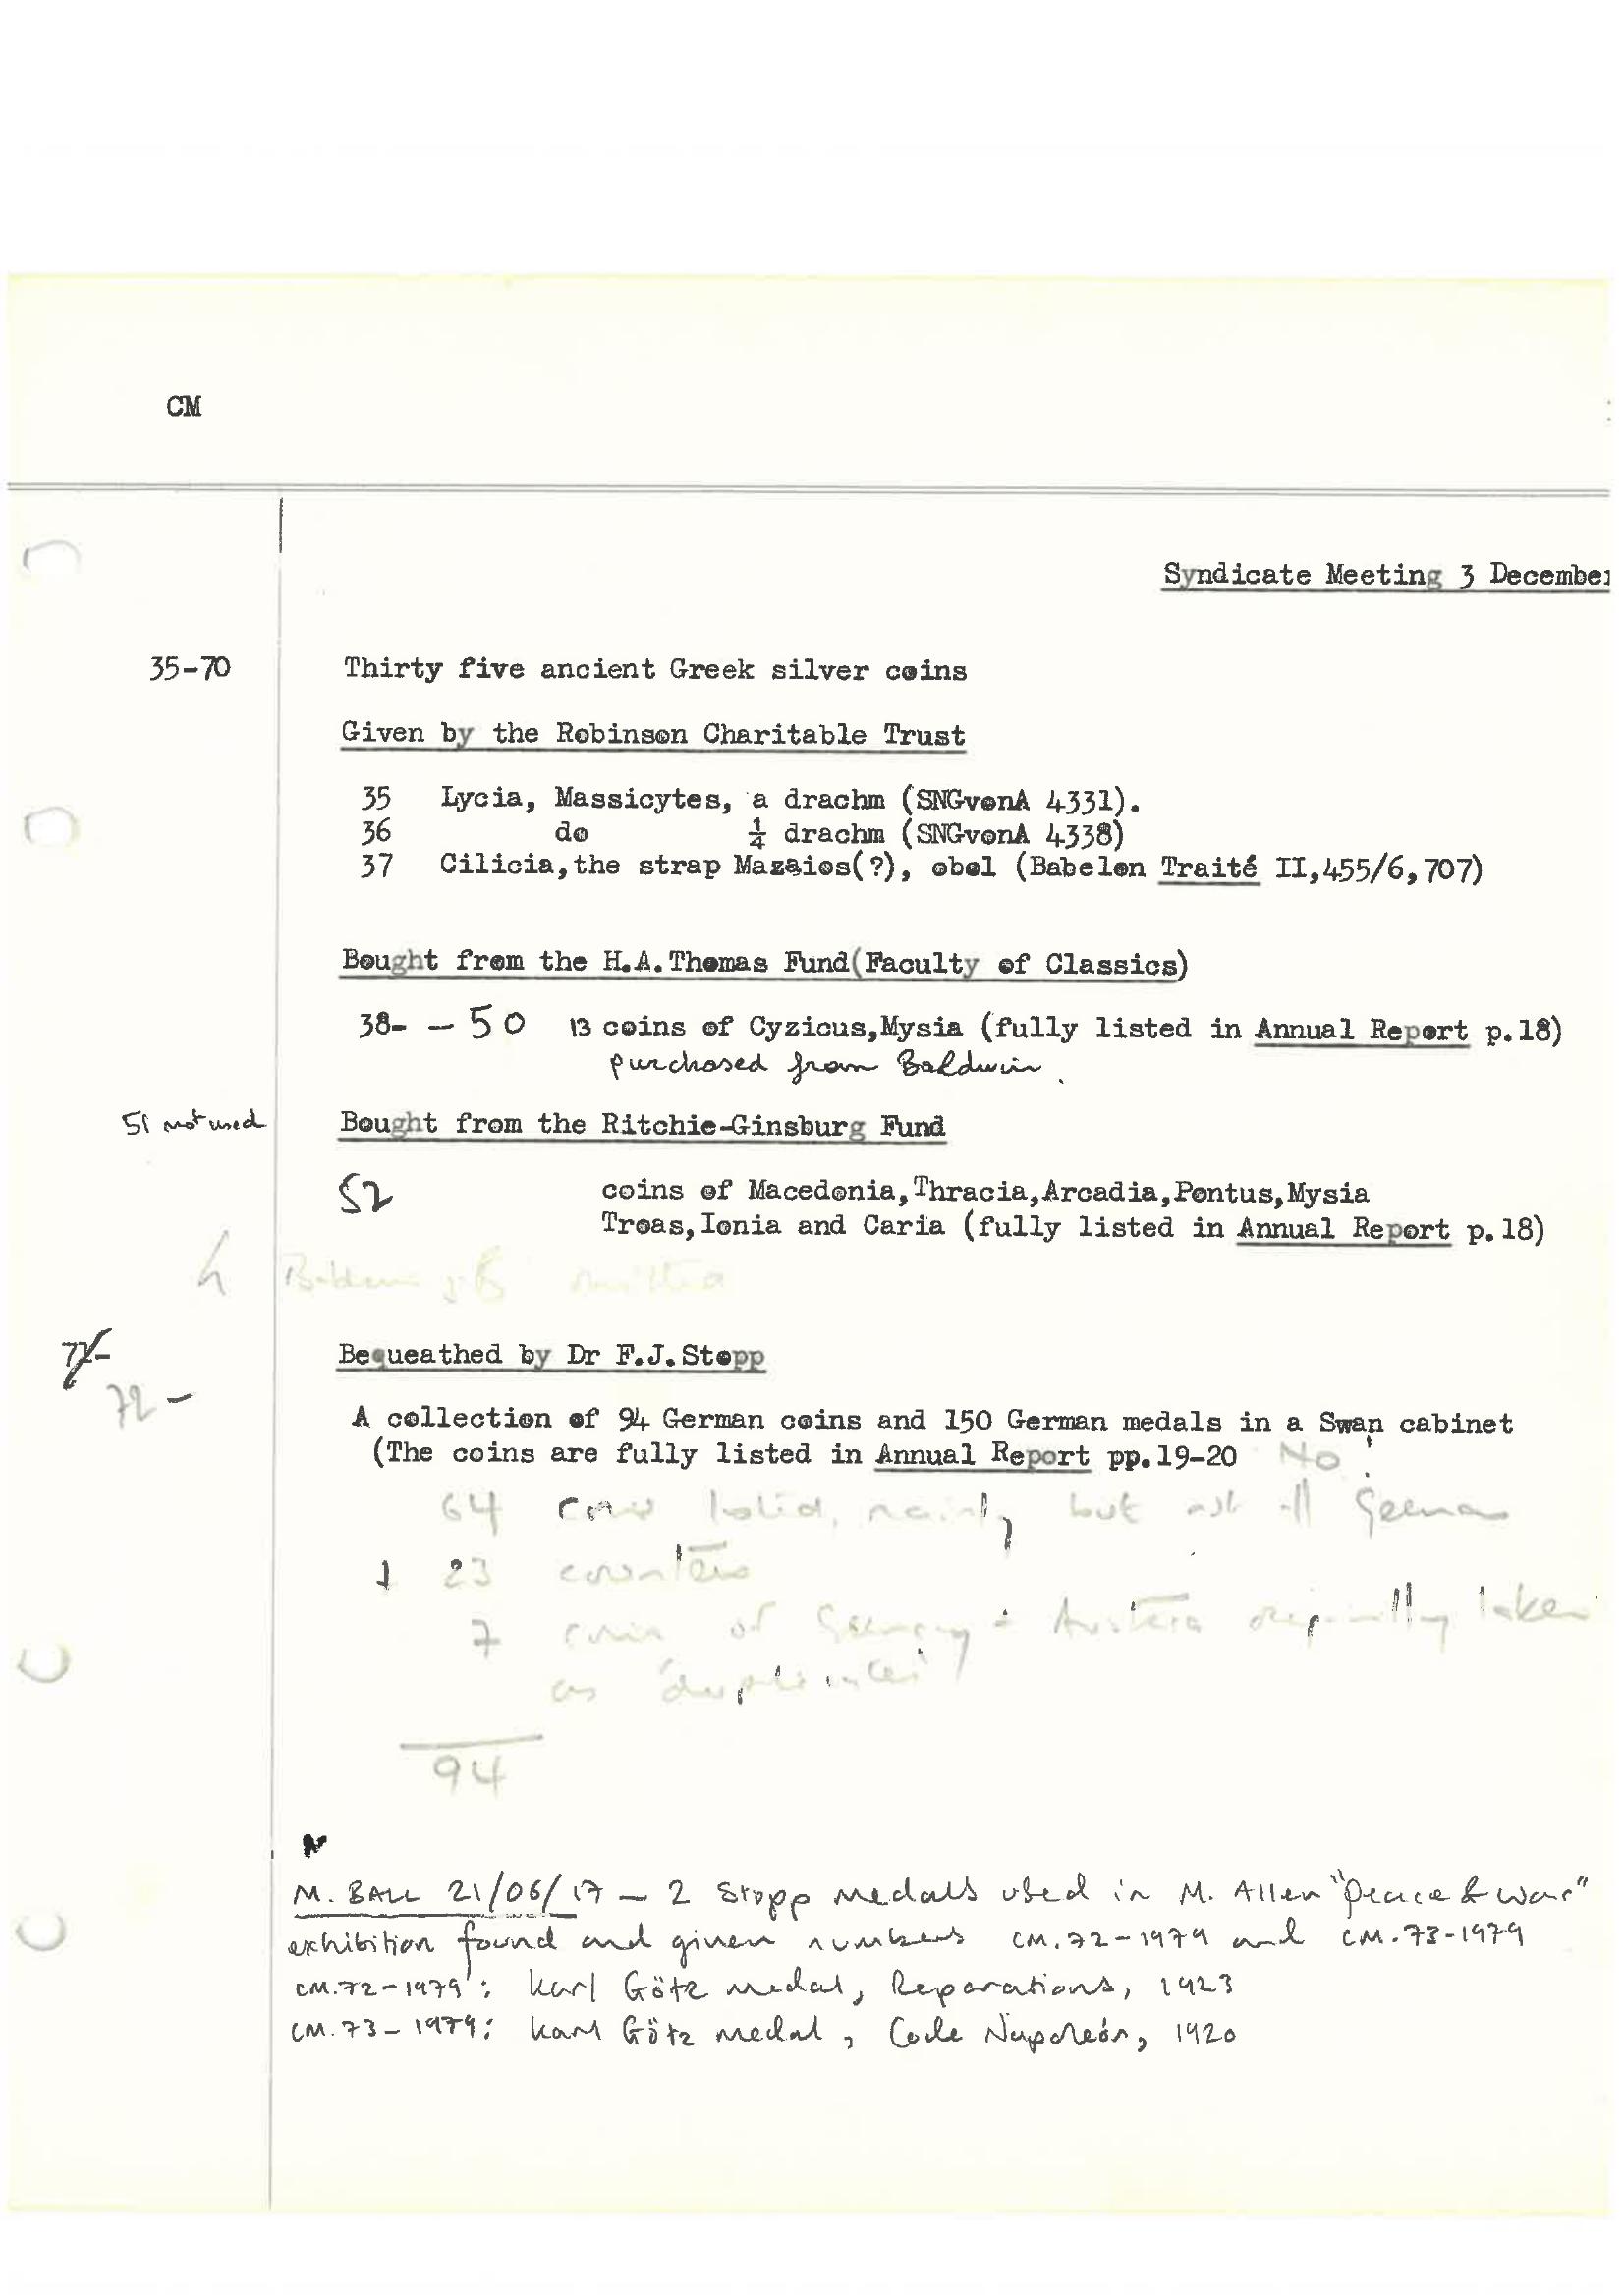 CM
Syndicate Meeting 3 December
35-70 Thirty five ancient Greek silver coins
Given by the Robinson Charitable Trust
35 Lycia, Massicytes, a drachm (SNGvonA 4331).
36 do ¼ drachm (SNGvonA 4338)
37 Cilicia,the strap Mazaios(?), obol (Babelon Traité II,455/6,707)
Bought from the H.A.Thomas Fund(Faculty of Classics)
38- - 50 13 coins of Cyzicus,Mysia (fully listed in Annual Report p.18)
purchased from Baldwin.
51 not used Bought from the Ritchie-Ginsburg Fund
52 coins of Macedonia,Thracia,Arcadia,Pontus,Mysia
Troas,Ionia and Caria (fully listed in Annual Report p.18)
71- Bequeathed by Dr F.J.Stopp
72 -
A collection of 94 German coins and 150 German medals in a Swan cabinet
(The coins are fully listed in Annual Report pp.19-20 No
64 coins listed, mainly but not all German
23 counters
7 coins of Germany + Austria originally taken
as 'duplicates'
94
M. BALL 21/06/17 - 2 Stopp medals used in M. Allen "Peace & War"
exhibition found and given numbers CM.72-1979 and CM.73-1979
CM.72-1979: Karl Götz medal, Reparations, 1923
CM.73-1979: Karl Götz medal, Code Napoleón, 1920